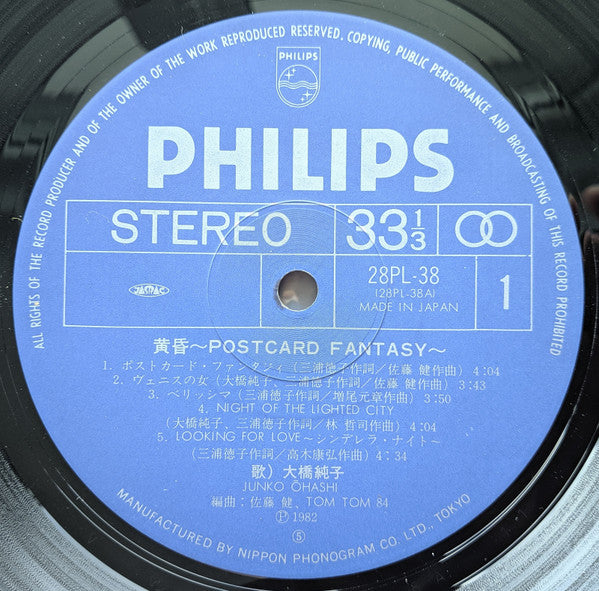 ALL RIGHTS OF THE RECORD PRODUCER AND OF THE OWNER OF THE WORK REPRODUCED RESERVED. COPYING, PUBLIC PERFORMANCE AND BROADCASTING OF THIS RECORD PROHIBITED
PHILIPS
PHILIPS
STEREO
33 1/3
JASRAC
28PL-38
(28PL-38A)
MADE IN JAPAN
1
黄昏〜POSTCARD FANTASY〜
1. ポストカード・ファンタジィ(三浦徳子作詞/佐藤 健作曲) 4:04
2. ヴェニスの女(大橋純子、三浦徳子作詞/佐藤 健作曲) 3:43
3. ベリッシマ(三浦徳子作詞/増尾元章作曲) 3:50
4. NIGHT OF THE LIGHTED CITY
(大橋純子、三浦徳子作詞/林 哲司作曲) 4:04
5. LOOKING FOR LOVE〜シンデレラ・ナイト〜
(三浦徳子作詞/高木康弘作曲) 4:34
歌) 大橋純子
JUNKO ŌHASHI
編曲:佐藤 健、TOM TOM 84
Ⓟ 1982
⑤
MANUFACTURED BY NIPPON PHONOGRAM CO. LTD., TOKYO